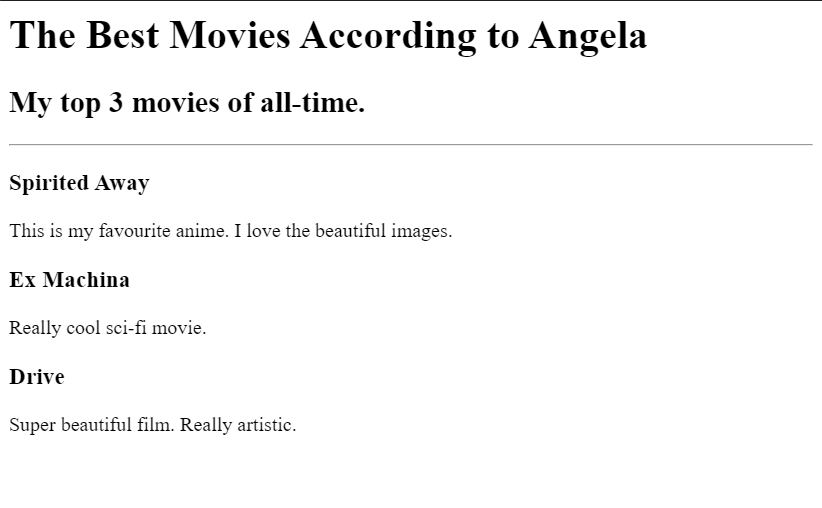 The Best Movies According to Angela
My top 3 movies of all-time.
Spirited Away
This is my favourite anime. I love the beautiful images.
Ex Machina
Really cool sci-fi movie.
Drive
Super beautiful film. Really artistic.